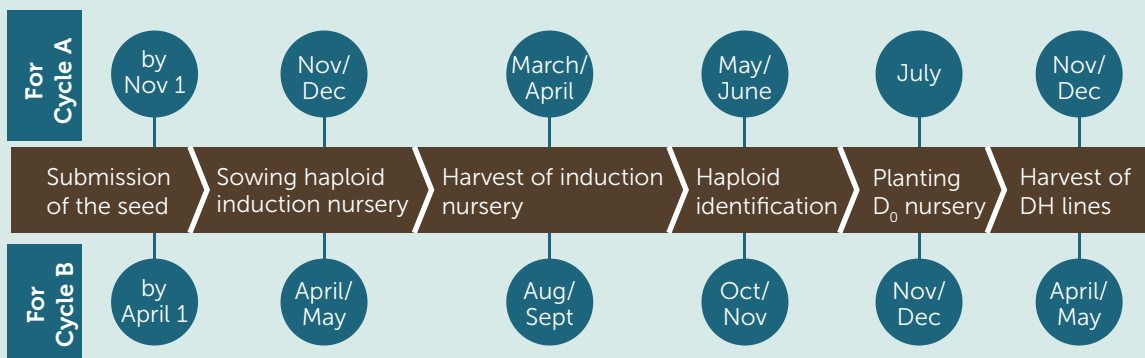 For
Cycle A
by
Nov 1
Nov/
Dec
March/
April
May/
June
July
Nov/
Dec
Submission
of the seed
Sowing haploid
induction nursery
Harvest of induction
nursery
Haploid
identification
Planting
D₀ nursery
Harvest of
DH lines
For
Cycle B
by
April 1
April/
May
Aug/
Sept
Oct/
Nov
Nov/
Dec
April/
May